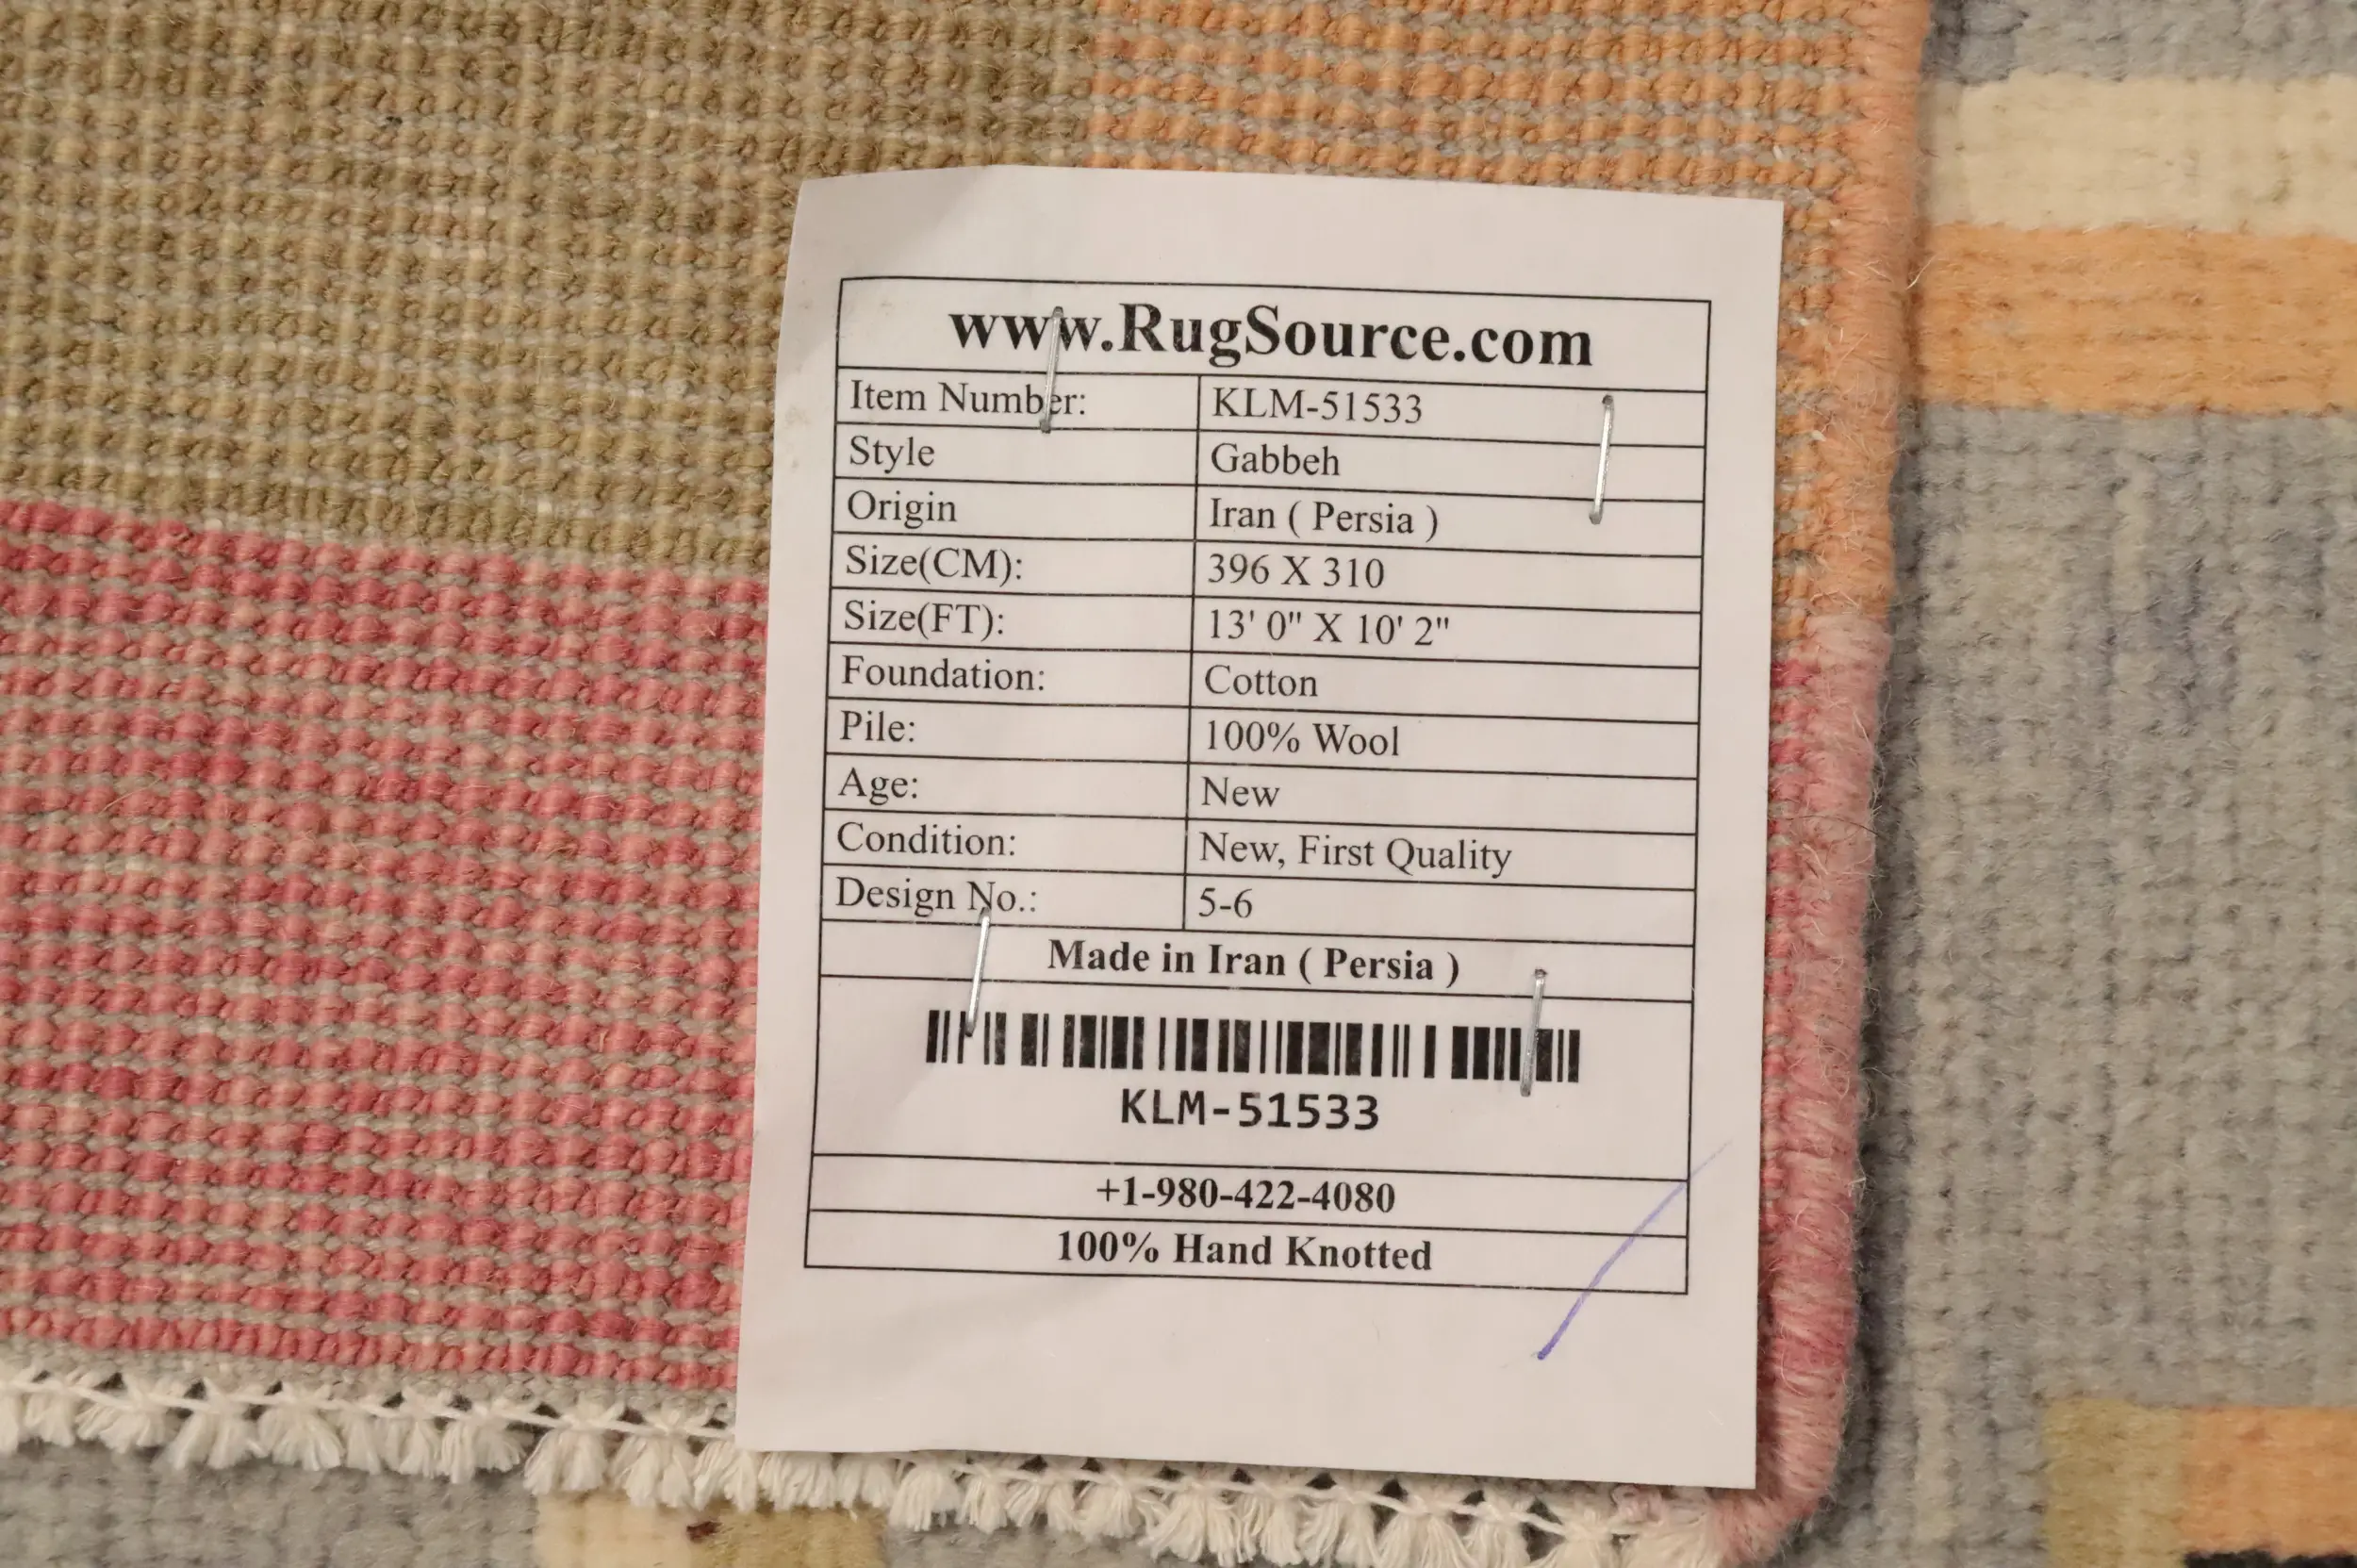 www.RugSource.com
Item Number: KLM-51533
Style Gabbeh
Origin Iran ( Persia )
Size(CM): 396 X 310
Size(FT): 13' 0" X 10' 2"
Foundation: Cotton
Pile: 100% Wool
Age: New
Condition: New, First Quality
Design No.: 5-6
Made in Iran ( Persia )
KLM-51533
+1-980-422-4080
100% Hand Knotted